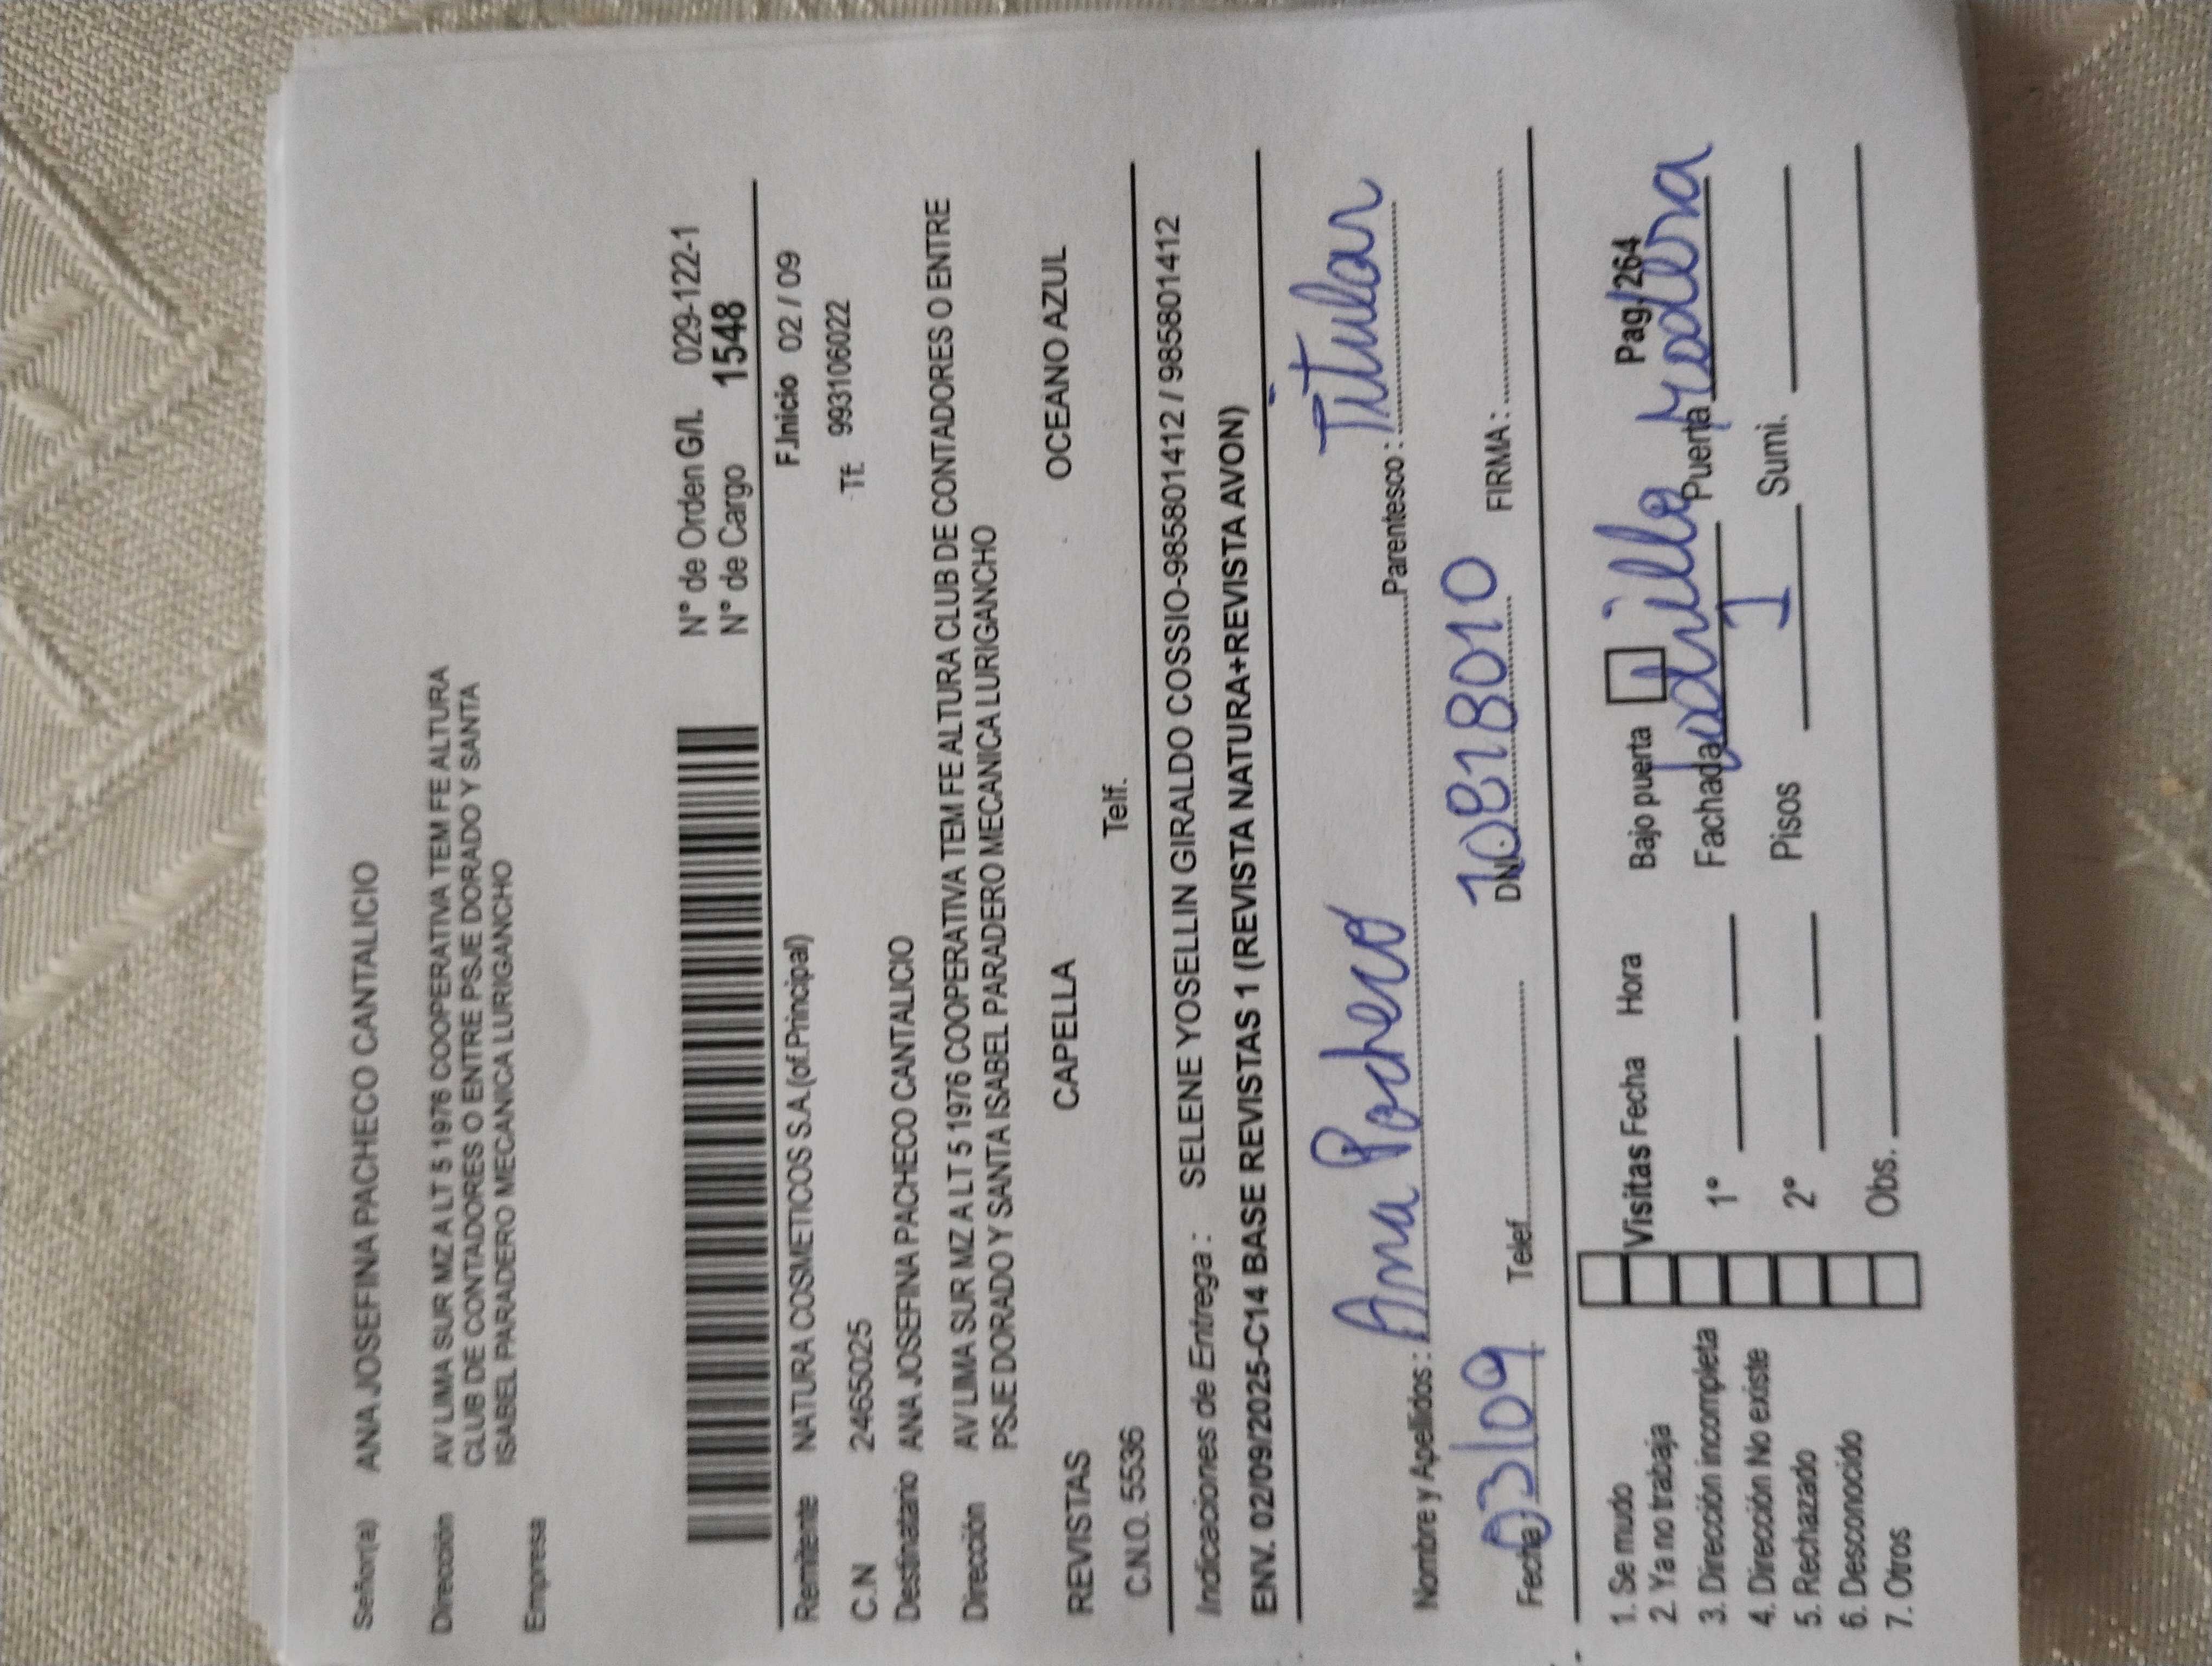 Señor(a) ANA JOSEFINA PACHECO CANTALICIO
Dirección AV LIMA SUR MZ A LT 5 1976 COOPERATIVA TEM FE ALTURA
CLUB DE CONTADORES O ENTRE PSJE DORADO Y SANTA
ISABEL PARADERO MECANICA LURIGANCHO
Empresa
N° de Orden G/I. 029-122-1
N° de Cargo 1548
Remitente NATURA COSMETICOS S.A.(of.Principal) F.Inicio 02 / 09
C.N 2465025 Tf. 993106022
Destinatario ANA JOSEFINA PACHECO CANTALICIO
Dirección AV LIMA SUR MZ A LT 5 1976 COOPERATIVA TEM FE ALTURA CLUB DE CONTADORES O ENTRE
PSJE DORADO Y SANTA ISABEL PARADERO MECANICA LURIGANCHO
REVISTAS CAPELLA OCEANO AZUL
C.N.O. 5536 Telf.
Indicaciones de Entrega : SELENE YOSELLIN GIRALDO COSSIO-985801412 / 985801412
ENV. 02/09/2025-C14 BASE REVISTAS 1 (REVISTA NATURA+REVISTA AVON)
Nombre y Apellidos : Ana Pacheco Parentesco : Titular
Fecha 03/09 Telef. DNI: 10818010 FIRMA :
1. Se mudo
2. Ya no trabaja
3. Dirección incompleta
4. Dirección No existe
5. Rechazado
6. Desconocido
7. Otros
Visitas Fecha Hora Bajo puerta Pag/264
1° Fachada ladrillo Puerta madera
2° Pisos 1 Sumi.
Obs.